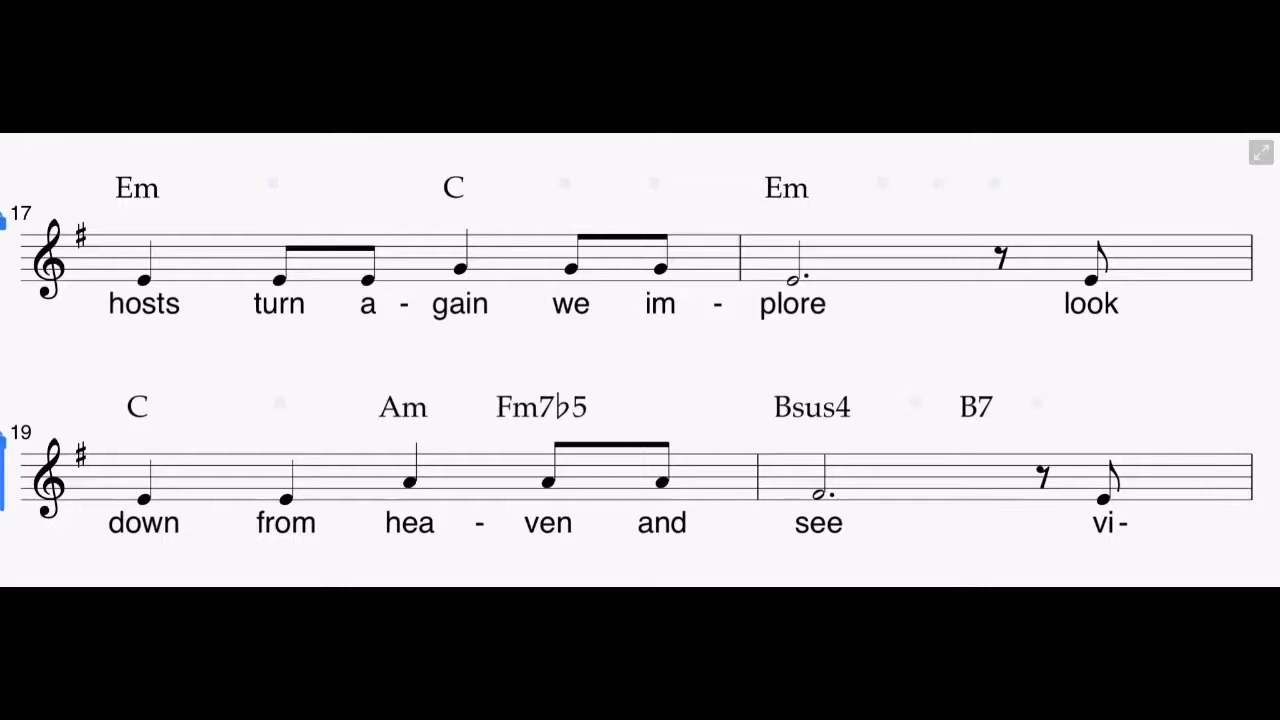 Em C Em
17
hosts turn a - gain we im - plore look
C Am Fm7♭5 Bsus4 B7
19
down from hea - ven and see vi -